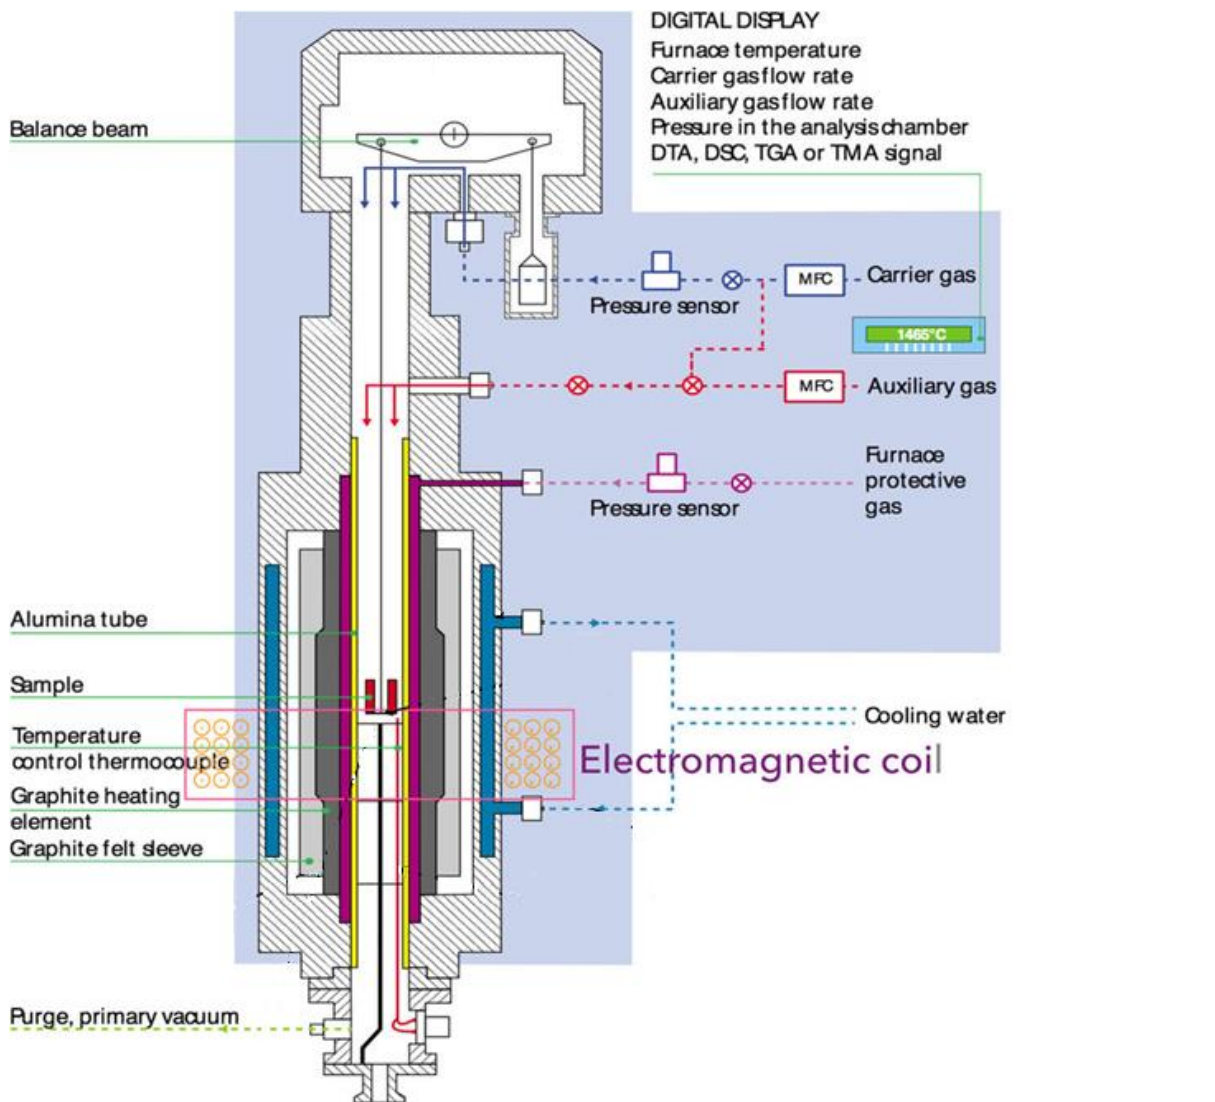 DIGITAL DISPLAY
Furnace temperature
Carrier gas flow rate
Auxiliary gas flow rate
Pressure in the analysis chamber
DTA, DSC, TGA or TMA signal
Balance beam
MFC
Carrier gas
Pressure sensor
1465°C
MFC
Auxiliary gas
Furnace
protective
gas
Pressure sensor
Alumina tube
Sample
Temperature
control thermocouple
Cooling water
Electromagnetic coil
Graphite heating
element
Graphite felt sleeve
Purge, primary vacuum